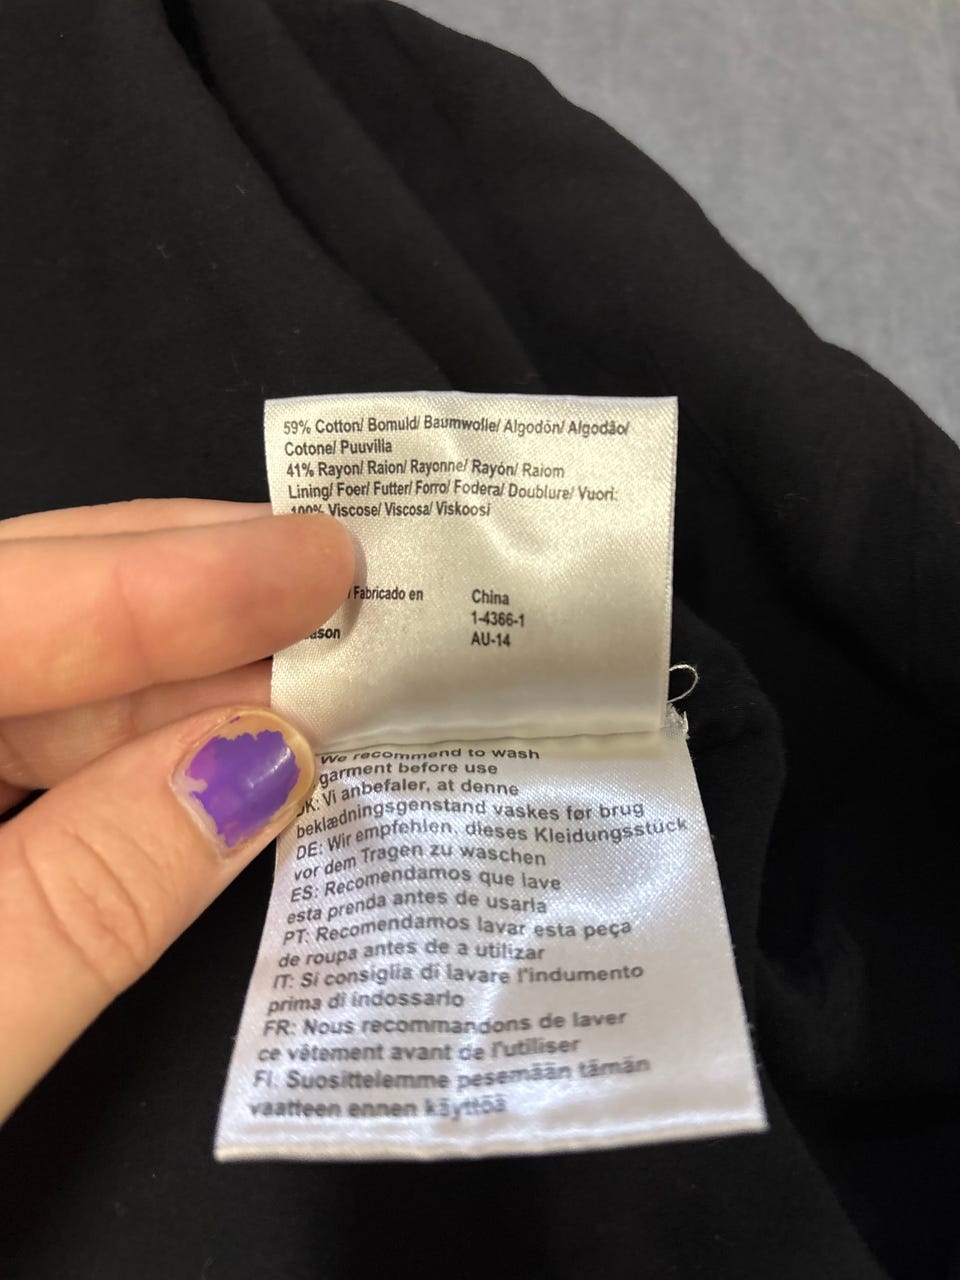 59% Cotton/ Bomuld/ Baumwolle/ Algodón/ Algodão/
Cotone/ Puuvilla
41% Rayon/ Raion/ Rayonne/ Rayón/ Raiom
Lining/ Foer/ Futter/ Forro/ Fodera/ Doublure/ Vuori:
100% Viscose/ Viscosa/ Viskoosi
Fabricado en China
1-4366-1
AU-14
We recommend to wash
garment before use
DK: Vi anbefaler, at denne
beklædningsgenstand vaskes før brug
DE: Wir empfehlen, dieses Kleidungsstück
vor dem Tragen zu waschen
ES: Recomendamos que lave
esta prenda antes de usarla
PT: Recomendamos lavar esta peça
de roupa antes de a utilizar
IT: Si consiglia di lavare l'indumento
prima di indossarlo
FR: Nous recommandons de laver
ce vêtement avant de l'utiliser
FI. Suosittelemme pesemään tämän
vaatteen ennen käyttöä